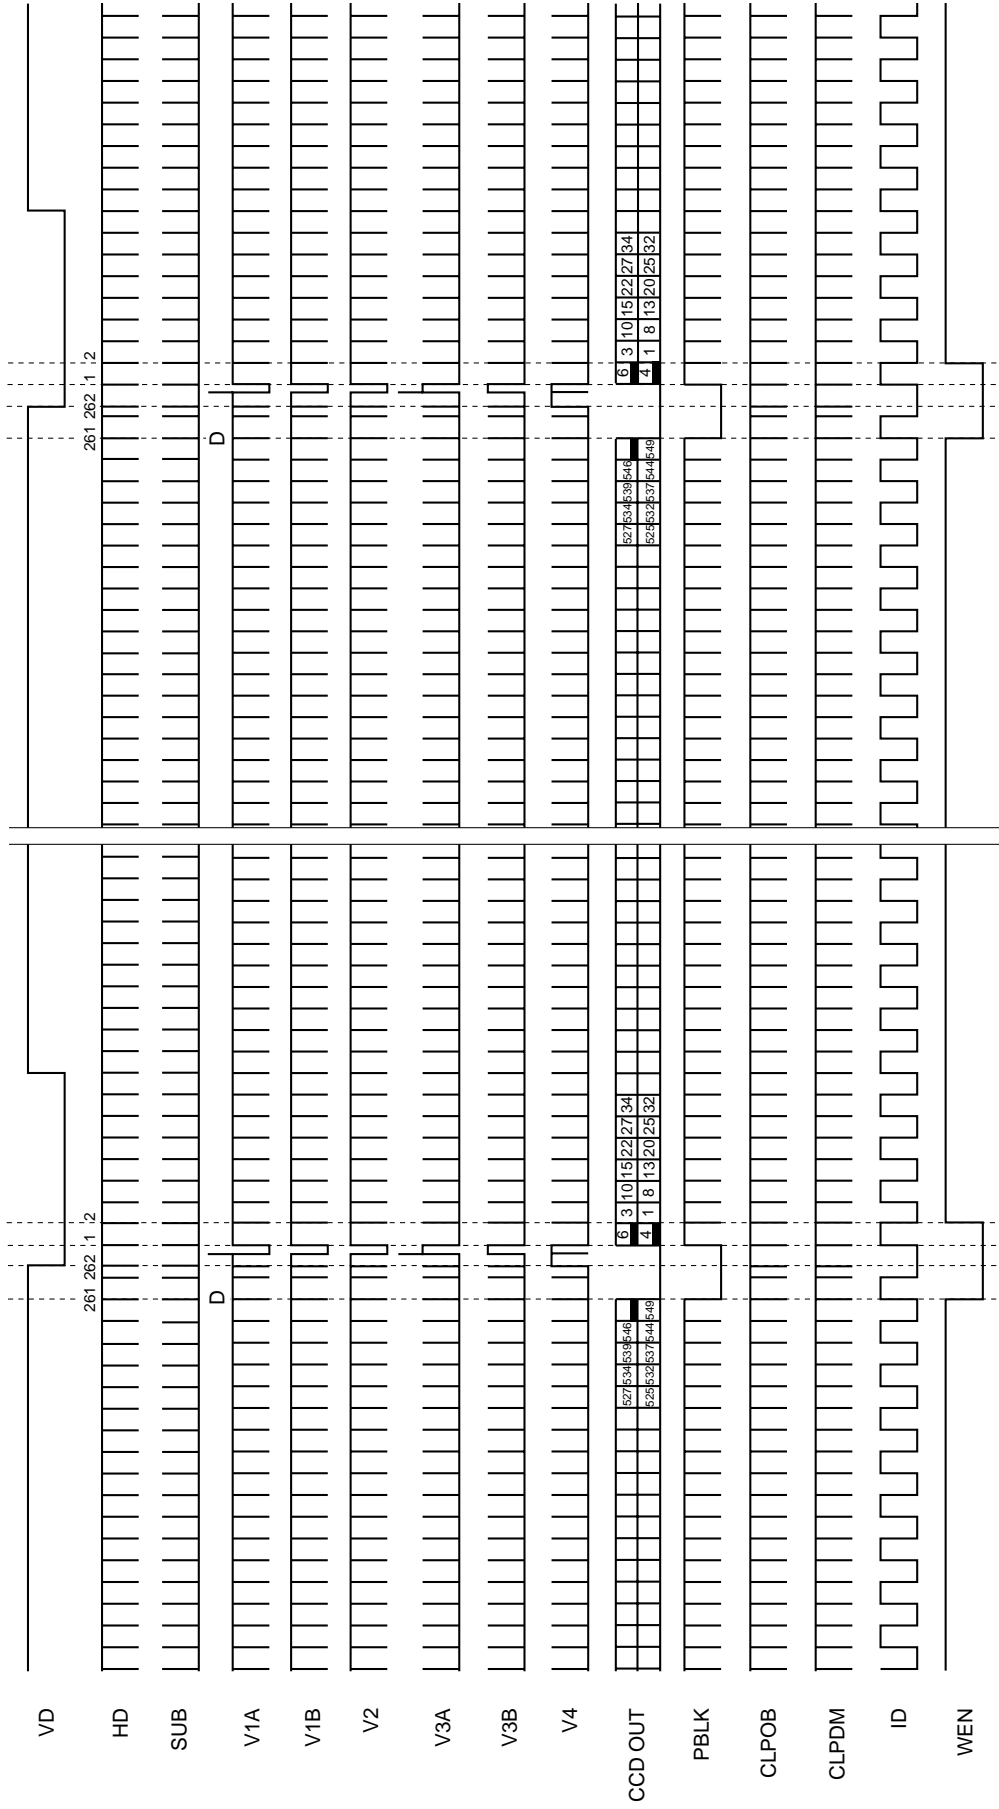 VD
HD
SUB
V1A
V1B
V2
V3A
V3B
V4
CCD OUT
PBLK
CLPOB
CLPDM
ID
WEN
261 262 1 2
D
527 534 539 546
525 532 537 544 549
6 3 10 15 22 27 34
4 1 8 13 20 25 32
261 262 1 2
D
527 534 539 546
525 532 537 544 549
6 3 10 15 22 27 34
4 1 8 13 20 25 32